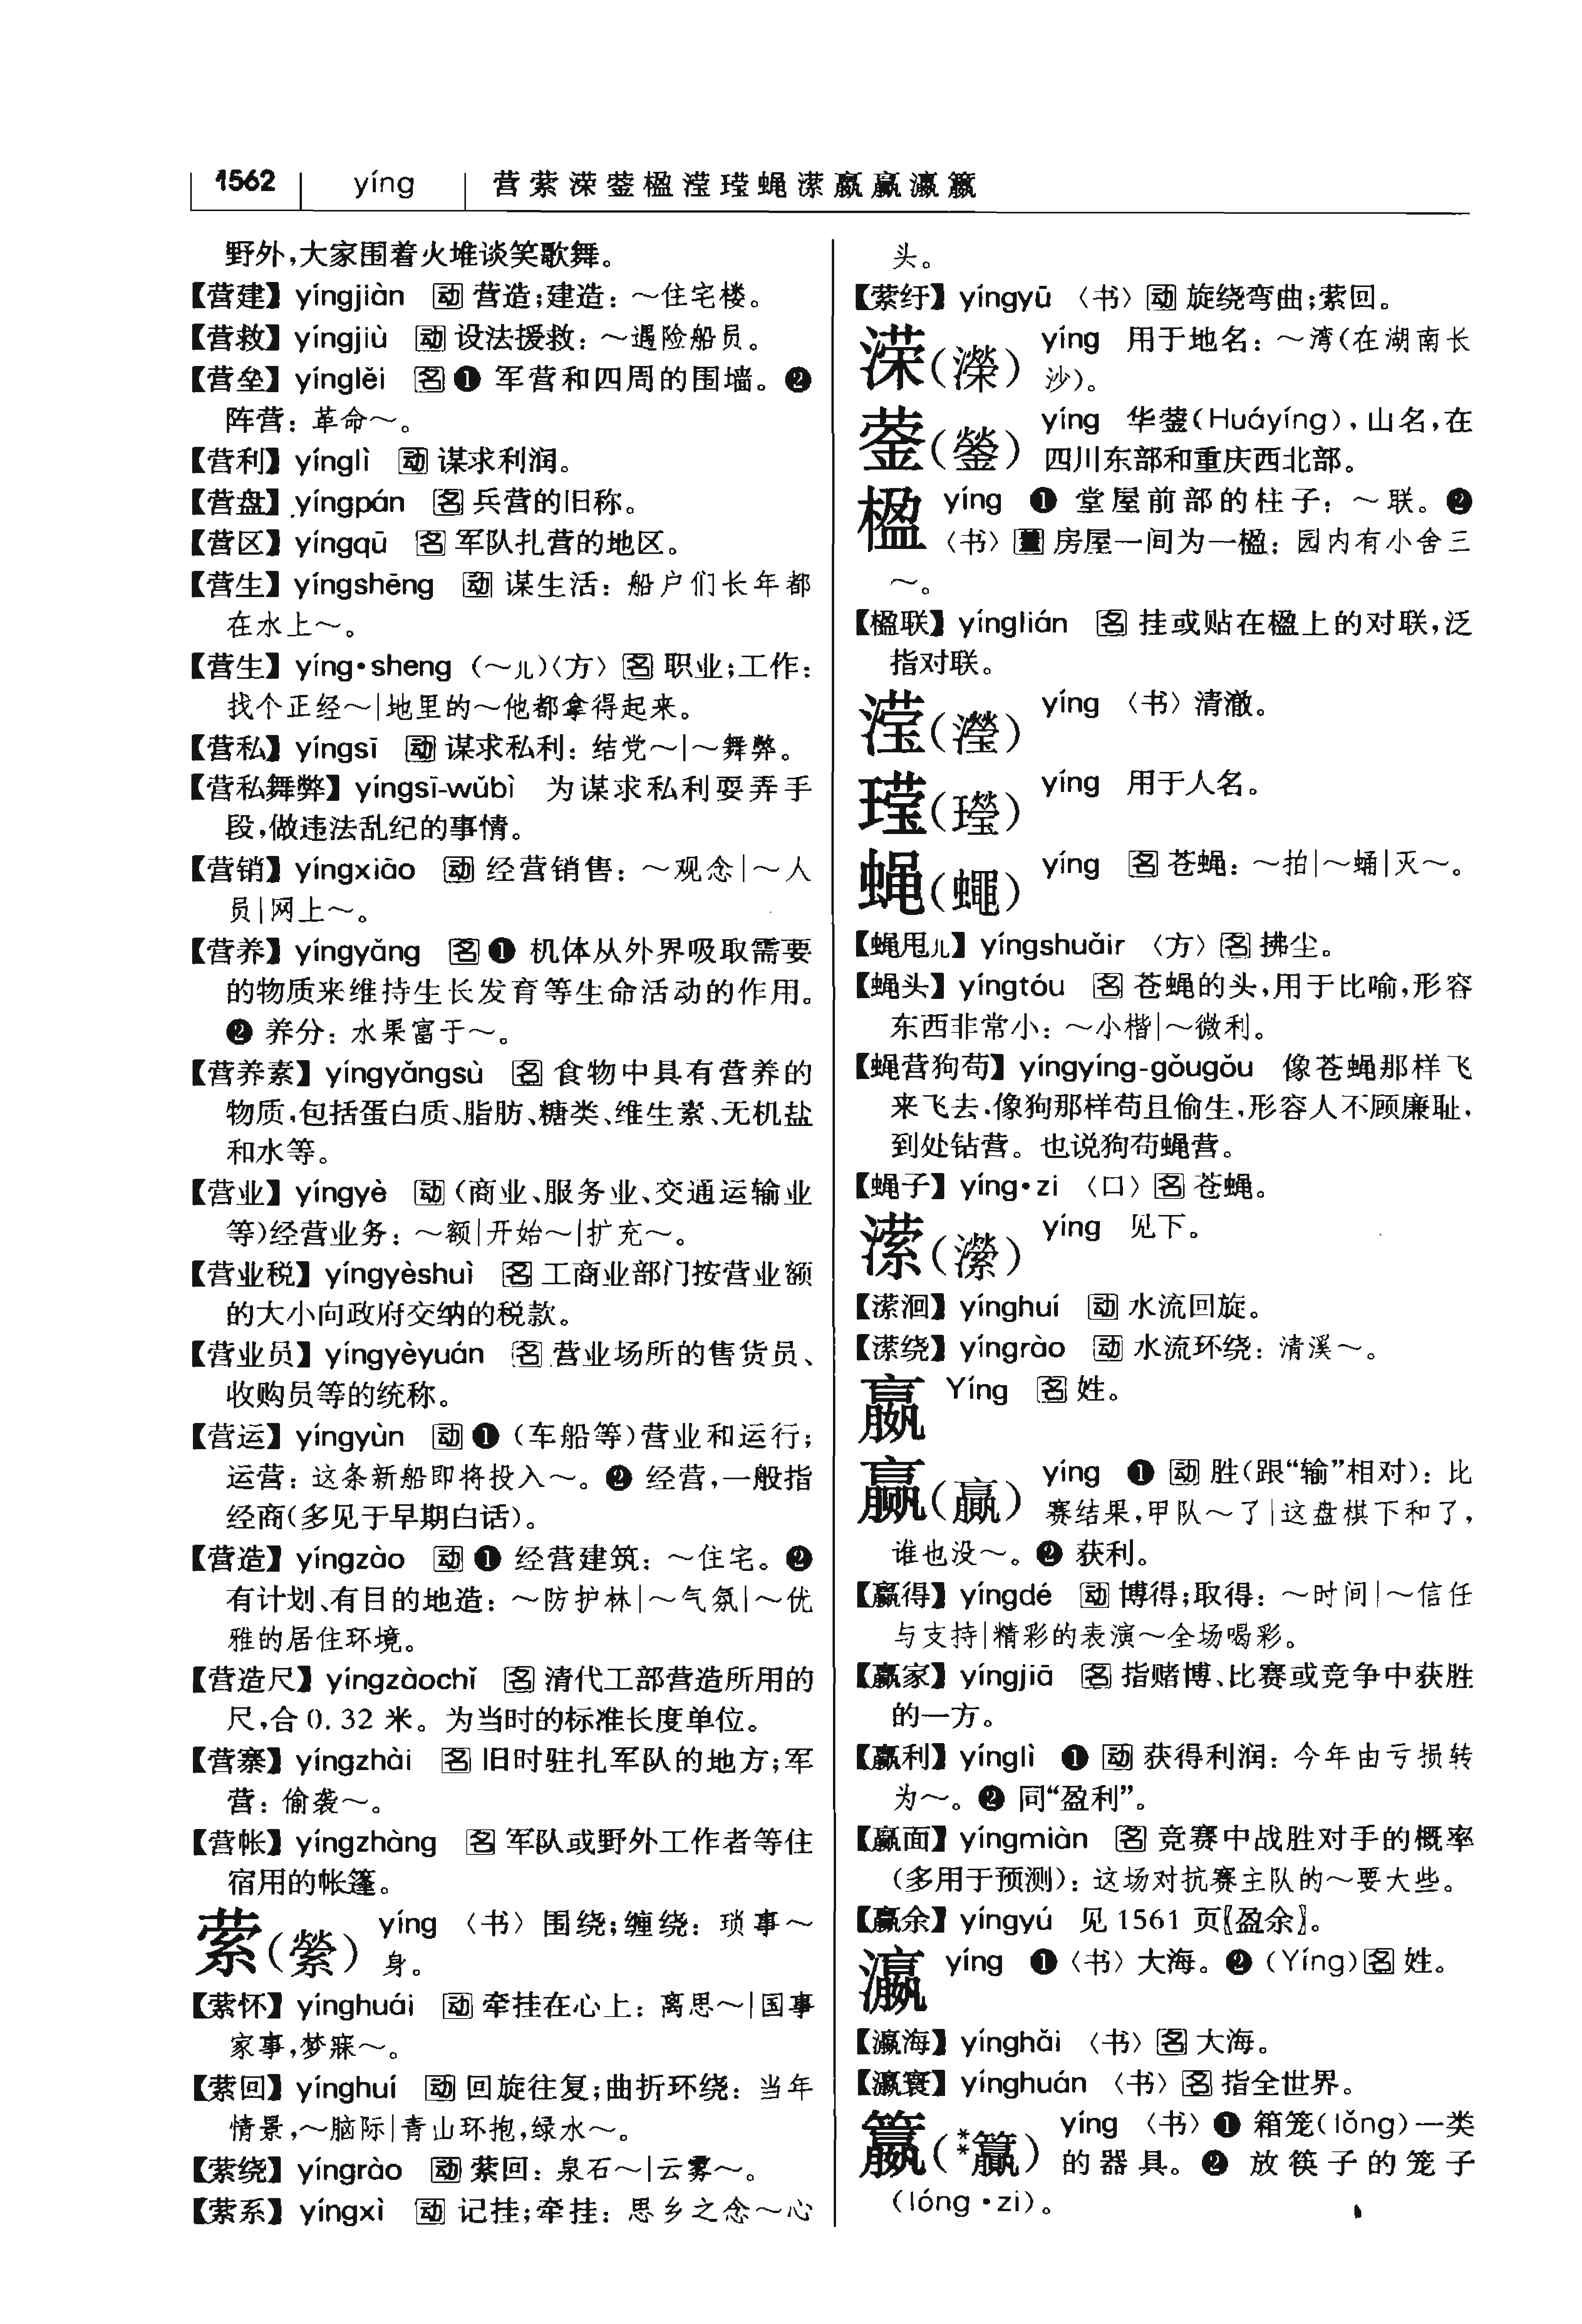 1562 yíng 营萦溁蓥楹滢瑩蝇潆嬴赢瀛籯
野外,大家围着火堆谈笑歌舞。
【营建】yíngjiàn 动 营造;建造:～住宅楼。
【营救】yíngjiù 动 设法援救:～遇险船员。
【营垒】yínglěi 名 ❶ 军营和四周的围墙。❷
阵营:革命～。
【营利】yínglì 动 谋求利润。
【营盘】yíngpán 名 兵营的旧称。
【营区】yíngqū 名 军队扎营的地区。
【营生】yíngshēng 动 谋生活:船户们长年都
在水上～。
【营生】yíng·sheng (～儿)〈方〉名 职业;工作:
找个正经～|地里的～他都拿得起来。
【营私】yíngsī 动 谋求私利:结党～|～舞弊。
【营私舞弊】yíngsī-wǔbì 为谋求私利耍弄手
段,做违法乱纪的事情。
【营销】yíngxiāo 动 经营销售:～观念|～人
员|网上～。
【营养】yíngyǎng 名 ❶ 机体从外界吸取需要
的物质来维持生长发育等生命活动的作用。
❷ 养分:水果富于～。
【营养素】yíngyǎngsù 名 食物中具有营养的
物质,包括蛋白质、脂肪、糖类、维生素、无机盐
和水等。
【营业】yíngyè 动 (商业、服务业、交通运输业
等)经营业务:～额|开始～|扩充～。
【营业税】yíngyèshuì 名 工商业部门按营业额
的大小向政府交纳的税款。
【营业员】yíngyèyuán 名 营业场所的售货员、
收购员等的统称。
【营运】yíngyùn 动 ❶ (车船等)营业和运行;
运营:这条新船即将投入～。❷ 经营,一般指
经商(多见于早期白话)。
【营造】yíngzào 动 ❶ 经营建筑:～住宅。❷
有计划、有目的地造:～防护林|～气氛|～优
雅的居住环境。
【营造尺】yíngzàochǐ 名 清代工部营造所用的
尺,合 0.32 米。为当时的标准长度单位。
【营寨】yíngzhài 名 旧时驻扎军队的地方;军
营:偷袭～。
【营帐】yíngzhàng 名 军队或野外工作者等住
宿用的帐篷。
萦(縈) yíng 〈书〉围绕;缠绕:琐事～
身。
【萦怀】yínghuái 动 牵挂在心上:离思～|国事
家事,梦寐～。
【萦回】yínghuí 动 回旋往复;曲折环绕:当年
情景,～脑际|青山环抱,绿水～。
【萦绕】yíngrào 动 萦回:泉石～|云雾～。
【萦系】yíngxì 动 记挂;牵挂:思乡之念～心
头。
【萦纡】yíngyū 〈书〉动 旋绕弯曲;萦回。
溁(濚) yíng 用于地名:～湾(在湖南长
沙)。
蓥(鎣) yíng 华蓥(Huáyíng),山名,在
四川东部和重庆西北部。
楹 yíng ❶ 堂屋前部的柱子:～联。❷
〈书〉量 房屋一间为一楹:园内有小舍三
～。
【楹联】yínglián 名 挂或贴在楹上的对联,泛
指对联。
滢(瀅) yíng 〈书〉清澈。
瑩(瓔) yíng 用于人名。
蝇(蠅) yíng 名 苍蝇:～拍|～蛹|灭～。
【蝇甩儿】yíngshuǎir 〈方〉名 拂尘。
【蝇头】yíngtóu 名 苍蝇的头,用于比喻,形容
东西非常小:～小楷|～微利。
【蝇营狗苟】yíngyíng-gǒugǒu 像苍蝇那样飞
来飞去,像狗那样苟且偷生,形容人不顾廉耻,
到处钻营。也说狗苟蝇营。
【蝇子】yíng·zi 〈口〉名 苍蝇。
潆(瀠) yíng 见下。
【潆洄】yínghuí 动 水流回旋。
【潆绕】yíngrào 动 水流环绕:清溪～。
嬴 Yíng 名 姓。
赢(贏) yíng ❶ 动 胜(跟“输”相对):比
赛结果,甲队～了|这盘棋下和了,
谁也没～。❷ 获利。
【赢得】yíngdé 动 博得;取得:～时间|～信任
与支持|精彩的表演～全场喝彩。
【赢家】yíngjiā 名 指赌博、比赛或竞争中获胜
的一方。
【赢利】yínglì ❶ 动 获得利润:今年由亏损转
为～。❷ 同“盈利”。
【赢面】yíngmiàn 名 竞赛中战胜对手的概率
(多用于预测):这场对抗赛主队的～要大些。
【赢余】yíngyú 见 1561 页〖盈余〗。
瀛 yíng ❶〈书〉大海。❷ (Yíng)名 姓。
【瀛海】yínghǎi 〈书〉名 大海。
【瀛寰】yínghuán 〈书〉名 指全世界。
籯(**籝) yíng 〈书〉❶ 箱笼(lǒng)一类
的器具。❷ 放筷子的笼子
(lóng·zi)。